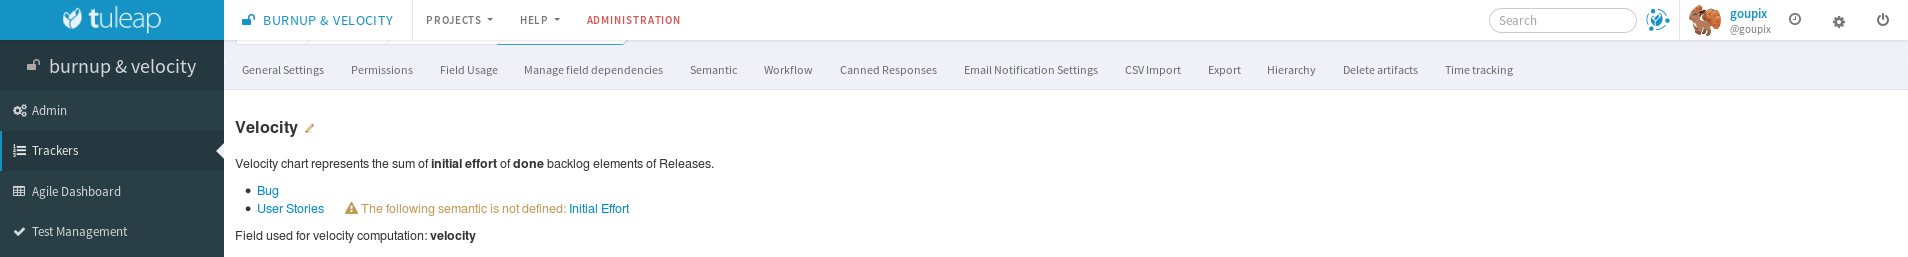 tuleap
BURNUP & VELOCITY PROJECTS HELP ADMINISTRATION Search goupix
@goupix
burnup & velocity
General Settings Permissions Field Usage Manage field dependencies Semantic Workflow Canned Responses Email Notification Settings CSV Import Export Hierarchy Delete artifacts Time tracking
Admin
Trackers
Agile Dashboard
Test Management
Velocity
Velocity chart represents the sum of initial effort of done backlog elements of Releases.
• Bug
• User Stories The following semantic is not defined: Initial Effort
Field used for velocity computation: velocity